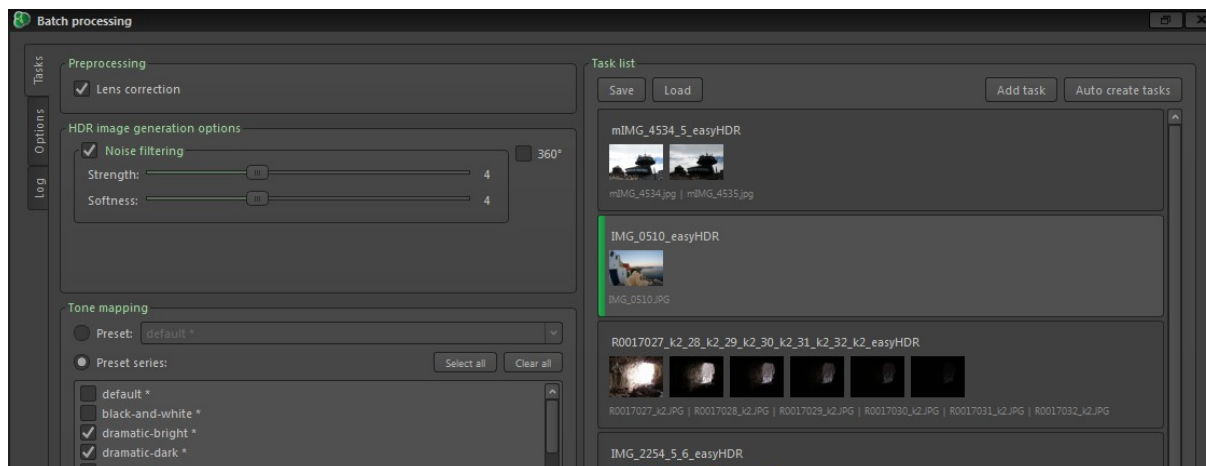 Batch processing
Tasks
Options
Log
Preprocessing
Lens correction
HDR image generation options
Noise filtering
360°
Strength: 4
Softness: 4
Tone mapping
Preset: default *
Preset series: Select all Clear all
default *
black-and-white *
dramatic-bright *
dramatic-dark *
Task list
Save Load Add task Auto create tasks
mIMG_4534_5_easyHDR
mIMG_4534.jpg | mIMG_4535.jpg
IMG_0510_easyHDR
IMG_0510.JPG
R0017027_k2_28_k2_29_k2_30_k2_31_k2_32_k2_easyHDR
R0017027_k2.JPG | R0017028_k2.JPG | R0017029_k2.JPG | R0017030_k2.JPG | R0017031_k2.JPG | R0017032_k2.JPG
IMG_2254_5_6_easyHDR